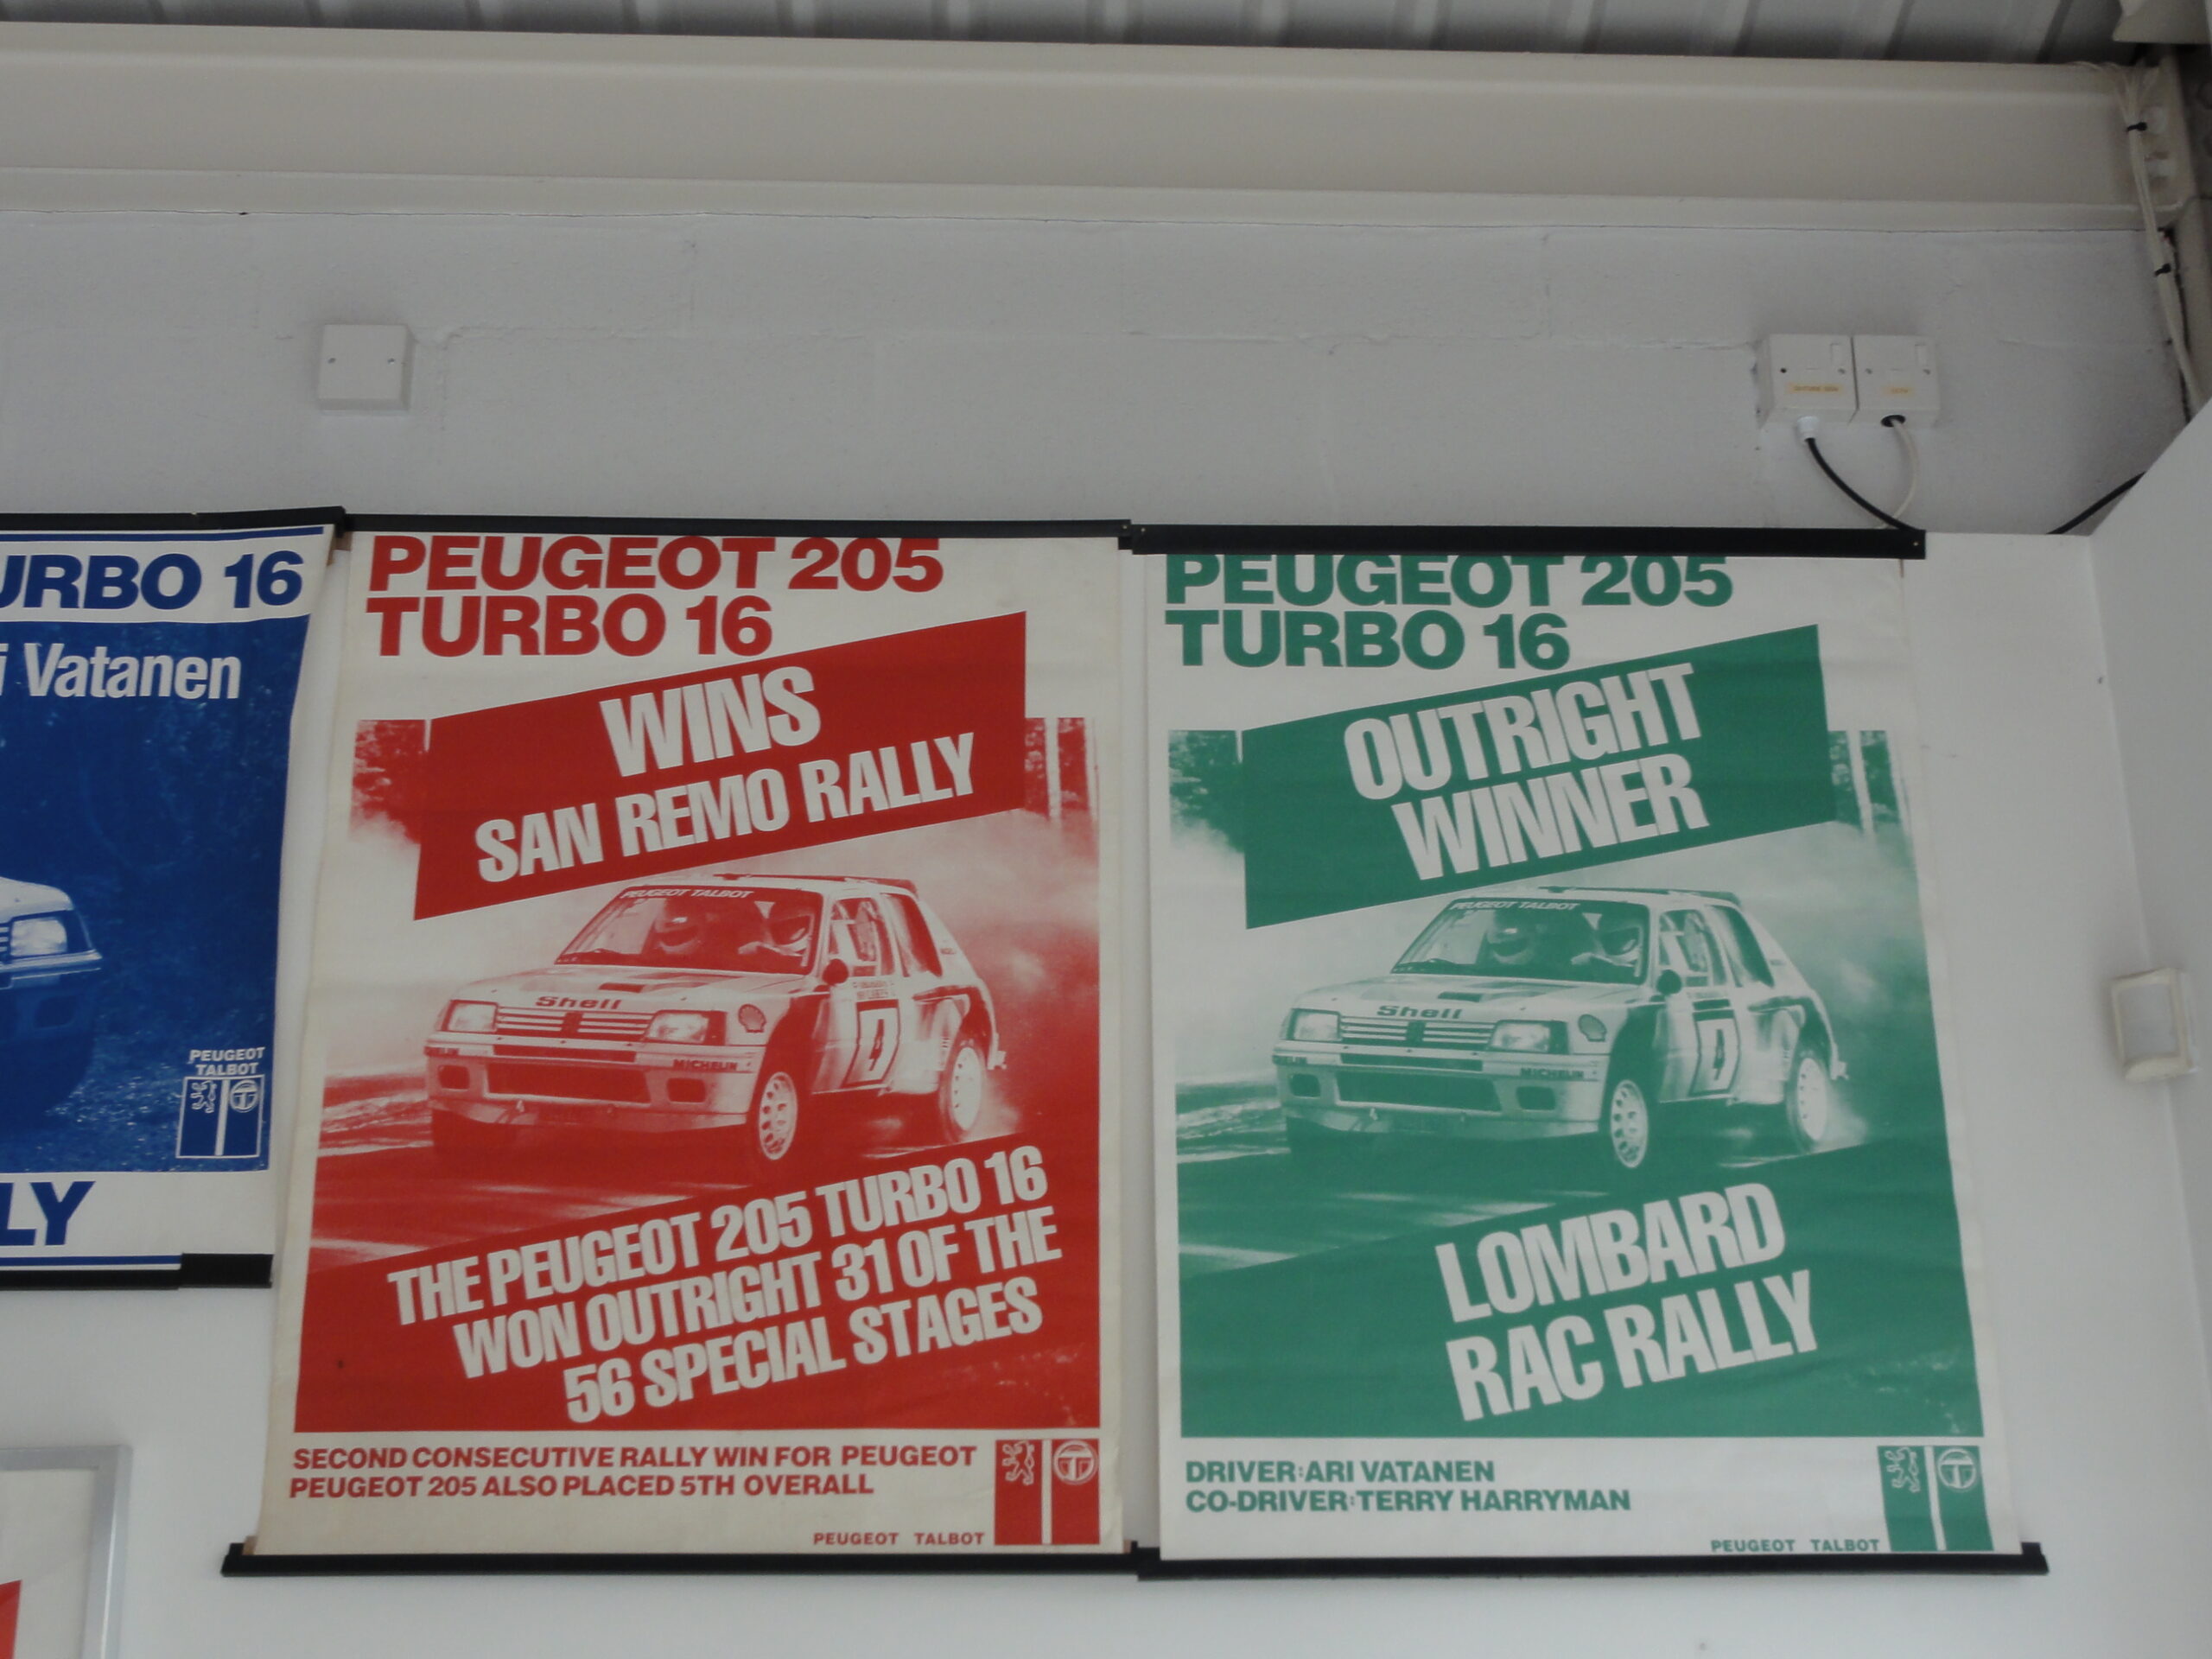 URBO 16
i Vatanen
PEUGEOT
TALBOT
LY
PEUGEOT 205
TURBO 16
WINS
SAN REMO RALLY
PEUGEOT TALBOT
Shell
4
MICHELIN
THE PEUGEOT 205 TURBO 16
WON OUTRIGHT 31 OF THE
56 SPECIAL STAGES
SECOND CONSECUTIVE RALLY WIN FOR PEUGEOT
PEUGEOT 205 ALSO PLACED 5TH OVERALL
PEUGEOT TALBOT
PEUGEOT 205
TURBO 16
OUTRIGHT
WINNER
PEUGEOT TALBOT
Shell
4
MICHELIN
LOMBARD
RAC RALLY
DRIVER:ARI VATANEN
CO-DRIVER:TERRY HARRYMAN
PEUGEOT TALBOT